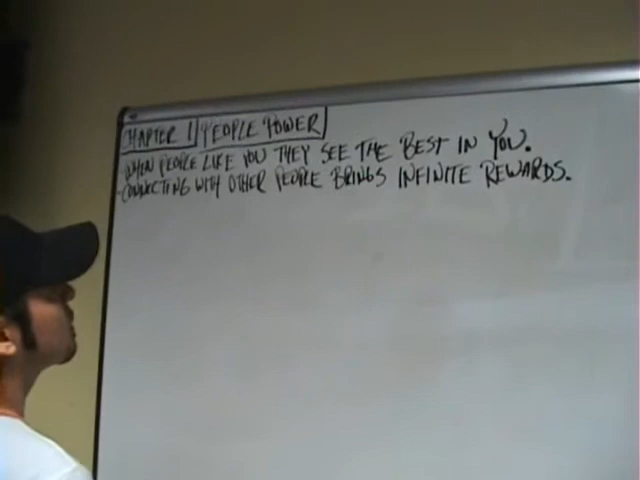 CHAPTER 1 PEOPLE POWER
WHEN PEOPLE LIKE YOU THEY SEE THE BEST IN YOU.
CONNECTING WITH OTHER PEOPLE BRINGS INFINITE REWARDS.